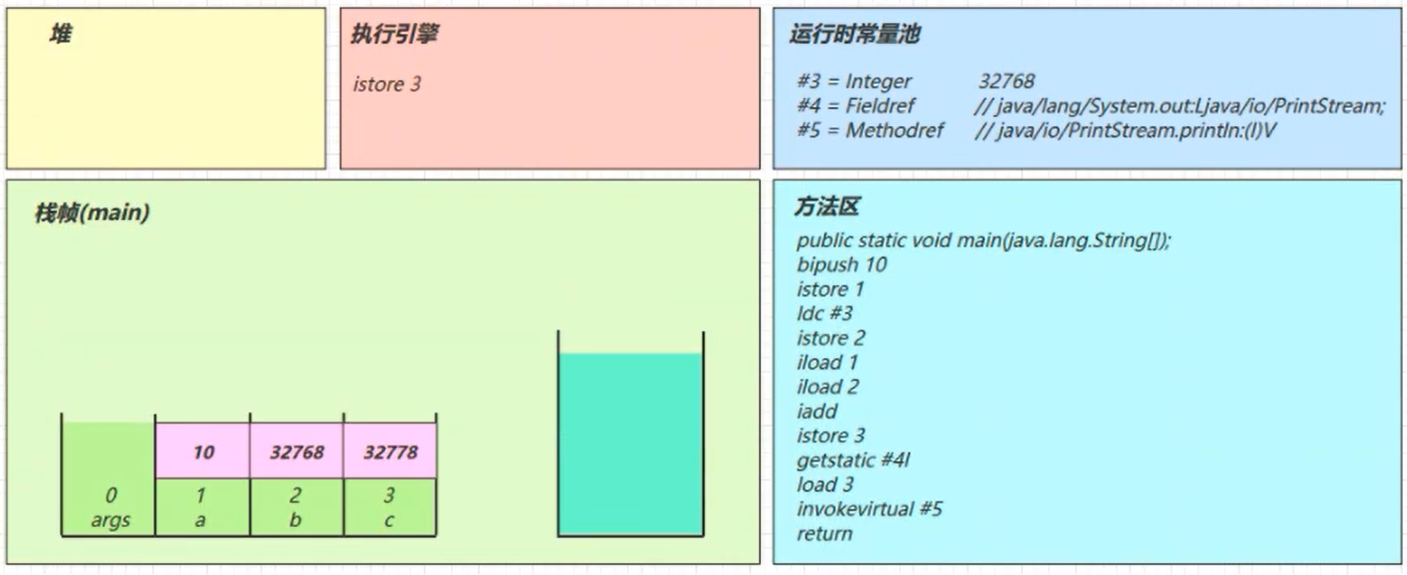 堆
执行引擎
istore 3
运行时常量池
#3 = Integer 32768
#4 = Fieldref // java/lang/System.out:Ljava/io/PrintStream;
#5 = Methodref // java/io/PrintStream.println:(I)V
栈帧(main)
10 32768 32778
0 1 2 3
args a b c
方法区
public static void main(java.lang.String[]);
bipush 10
istore 1
ldc #3
istore 2
iload 1
iload 2
iadd
istore 3
getstatic #4I
load 3
invokevirtual #5
return